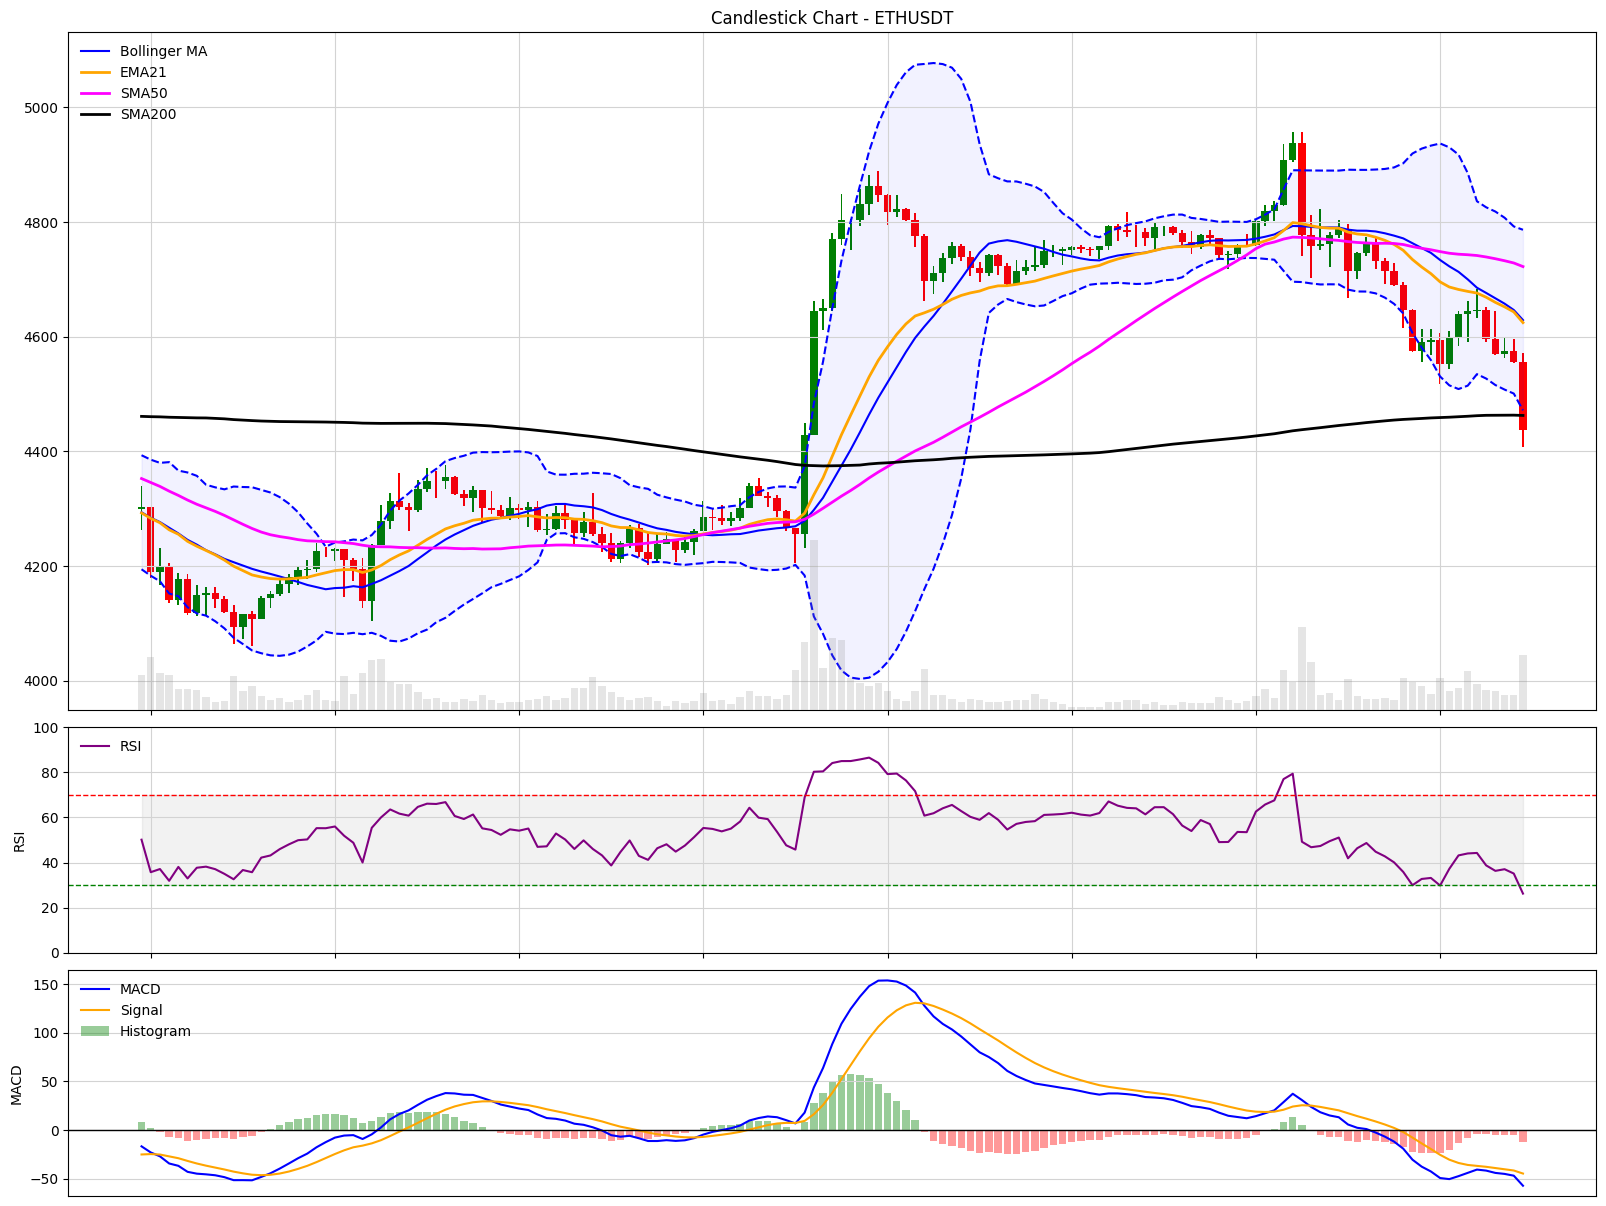 Candlestick Chart - ETHUSDT
Bollinger MA
EMA21
SMA50
SMA200
5000
4800
4600
4400
4200
4000
RSI
100
80
60
40
20
0
RSI
MACD
Signal
Histogram
150
100
50
0
−50
MACD